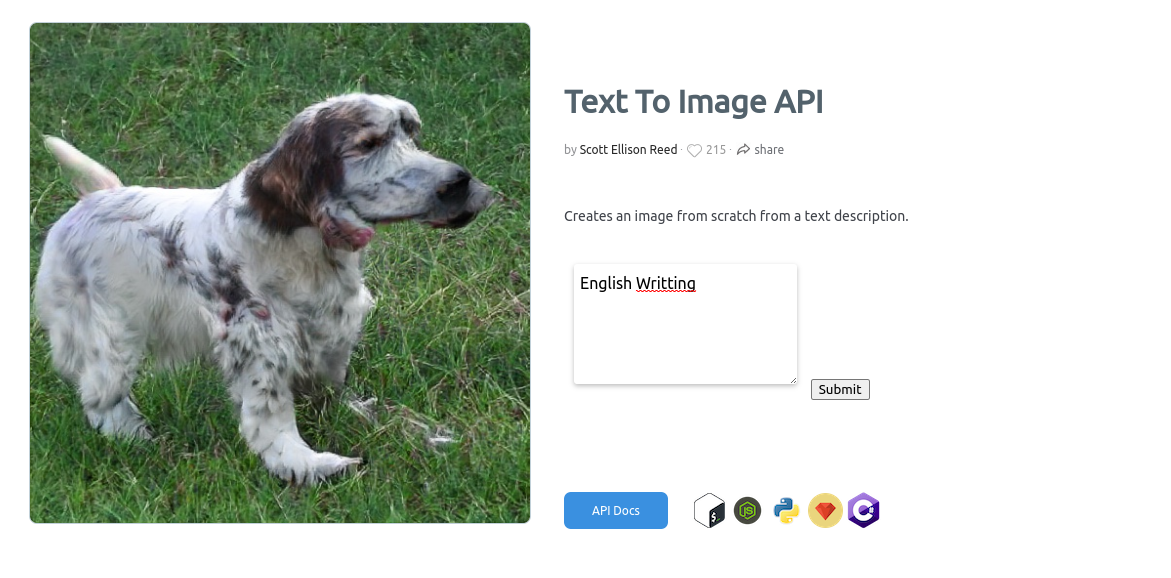 Text To Image API
by Scott Ellison Reed · 215 · share
Creates an image from scratch from a text description.
English Writting
Submit
API Docs
$_ JS C#